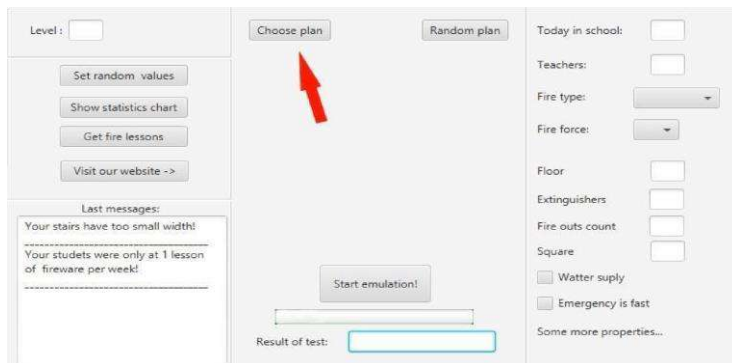 Level :
Set random values
Show statistics chart
Get fire lessons
Visit our website ->
Last messages:
Your stairs have too small width!
Your studets were only at 1 lesson
of fireware per week!
Choose plan
Random plan
Start emulation!
Result of test:
Today in school:
Teachers:
Fire type:
Fire force:
Floor
Extinguishers
Fire outs count
Square
Watter suply
Emergency is fast
Some more properties...